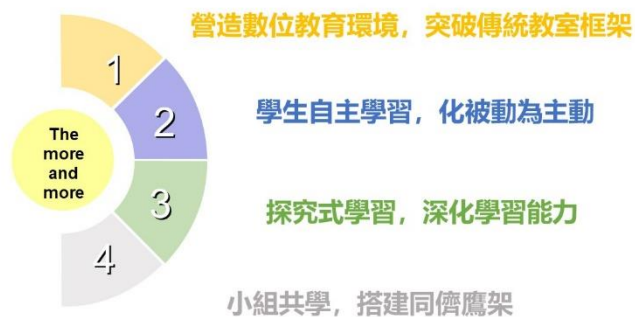 營造數位教育環境，突破傳統教室框架
1
學生自主學習，化被動為主動
2
The
more
and
more
探究式學習，深化學習能力
3
4
小組共學，搭建同儕鷹架